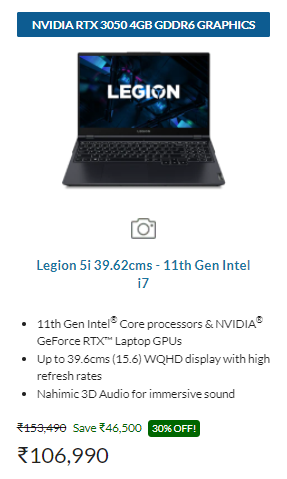 NVIDIA RTX 3050 4GB GDDR6 GRAPHICS
LEGION
Legion 5i 39.62cms - 11th Gen Intel
i7
11th Gen Intel® Core processors & NVIDIA®
GeForce RTX™ Laptop GPUs
Up to 39.6cms (15.6) WQHD display with high
refresh rates
Nahimic 3D Audio for immersive sound
₹153,490 Save ₹46,500 30% OFF!
₹106,990